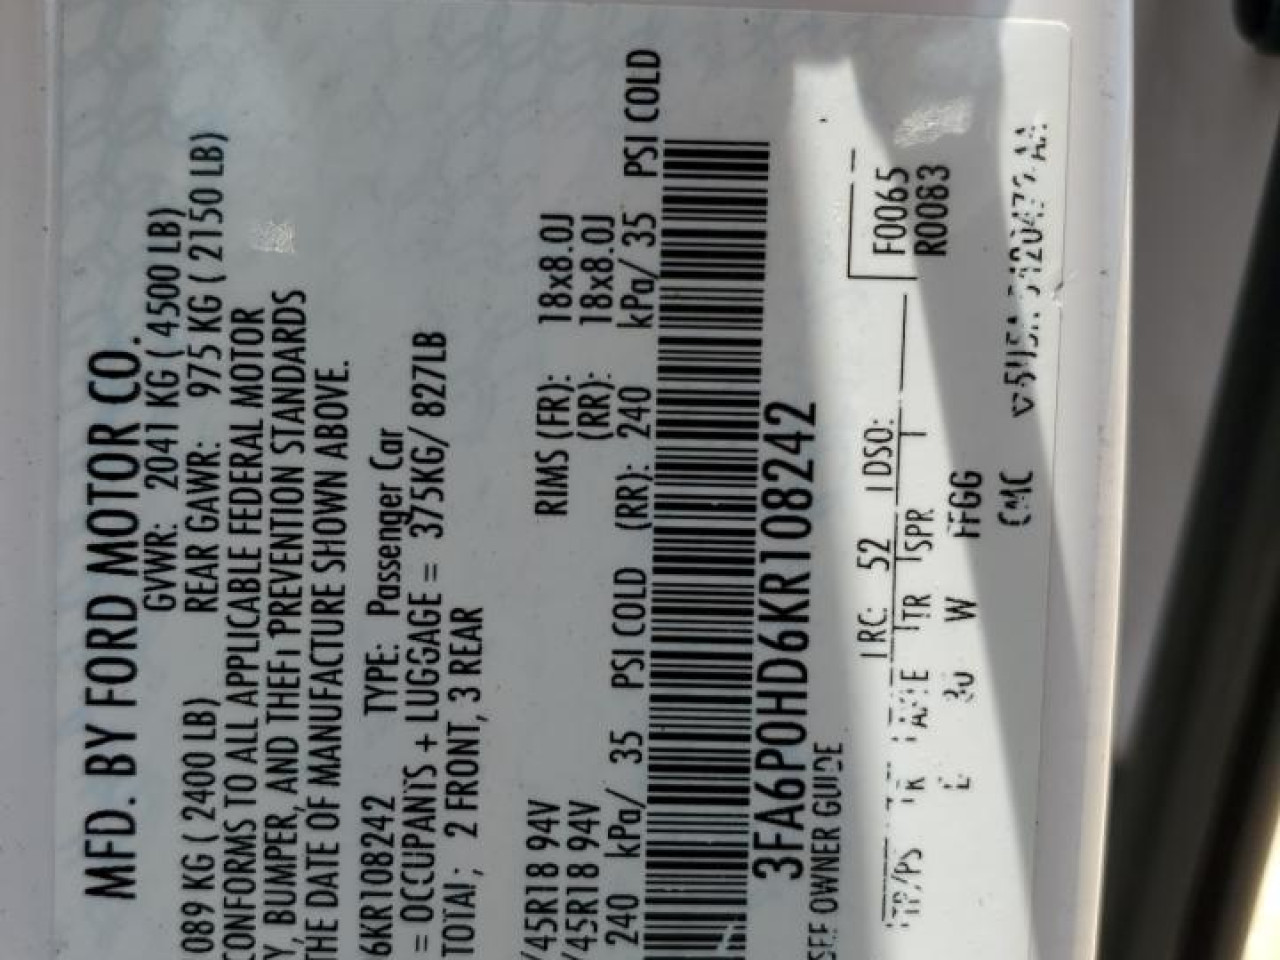 MFD. BY FORD MOTOR CO.
089 KG ( 2400 LB) GVWR: 2041 KG ( 4500 LB)
REAR GAWR: 975 KG ( 2150 LB)
CONFORMS TO ALL APPLICABLE FEDERAL MOTOR
Y, BUMPER, AND THEFT PREVENTION STANDARDS
THE DATE OF MANUFACTURE SHOWN ABOVE.
6KR108242 TYPE: Passenger Car
= OCCUPANTS + LUGGAGE = 375KG/ 827LB
TOTAL; 2 FRONT, 3 REAR
/45R18 94V RIMS (FR): 18x8.0J
/45R18 94V (RR): 18x8.0J
240 kPa/ 35 PSI COLD (RR): 240 kPa/ 35 PSI COLD
3FA6P0HD6KR108242
SEE OWNER GUIDE
RC: 52 DSO:
F0065
R0083
TP/PS R AXLE TR SPR
W FFGG